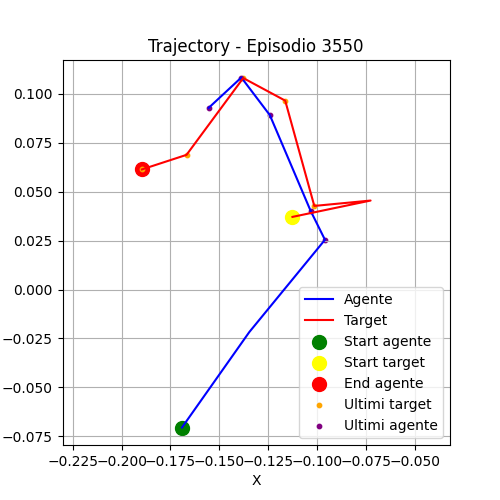 Trajectory - Episodio 3550
0.100
0.075
0.050
0.025
0.000
−0.025
−0.050
−0.075
Agente
Target
Start agente
Start target
End agente
Ultimi target
Ultimi agente
−0.225 −0.200 −0.175 −0.150 −0.125 −0.100 −0.075 −0.050
X